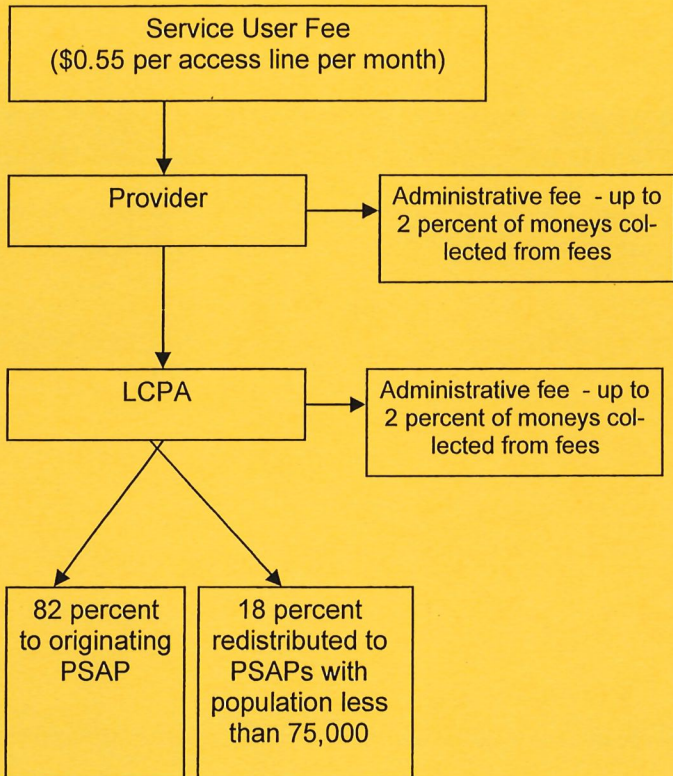 Service User Fee
($0.55 per access line per month)
Provider
Administrative fee - up to
2 percent of moneys col-
lected from fees
LCPA
Administrative fee - up to
2 percent of moneys col-
lected from fees
82 percent
to originating
PSAP
18 percent
redistributed to
PSAPs with
population less
than 75,000